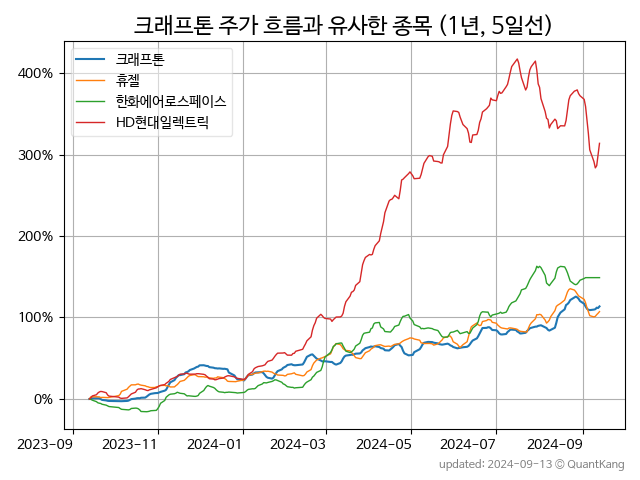 크래프톤 주가 흐름과 유사한 종목 (1년, 5일선)
크래프톤
휴젤
한화에어로스페이스
HD현대일렉트릭
400%
300%
200%
100%
0%
2023-09 2023-11 2024-01 2024-03 2024-05 2024-07 2024-09
updated: 2024-09-13 © QuantKang